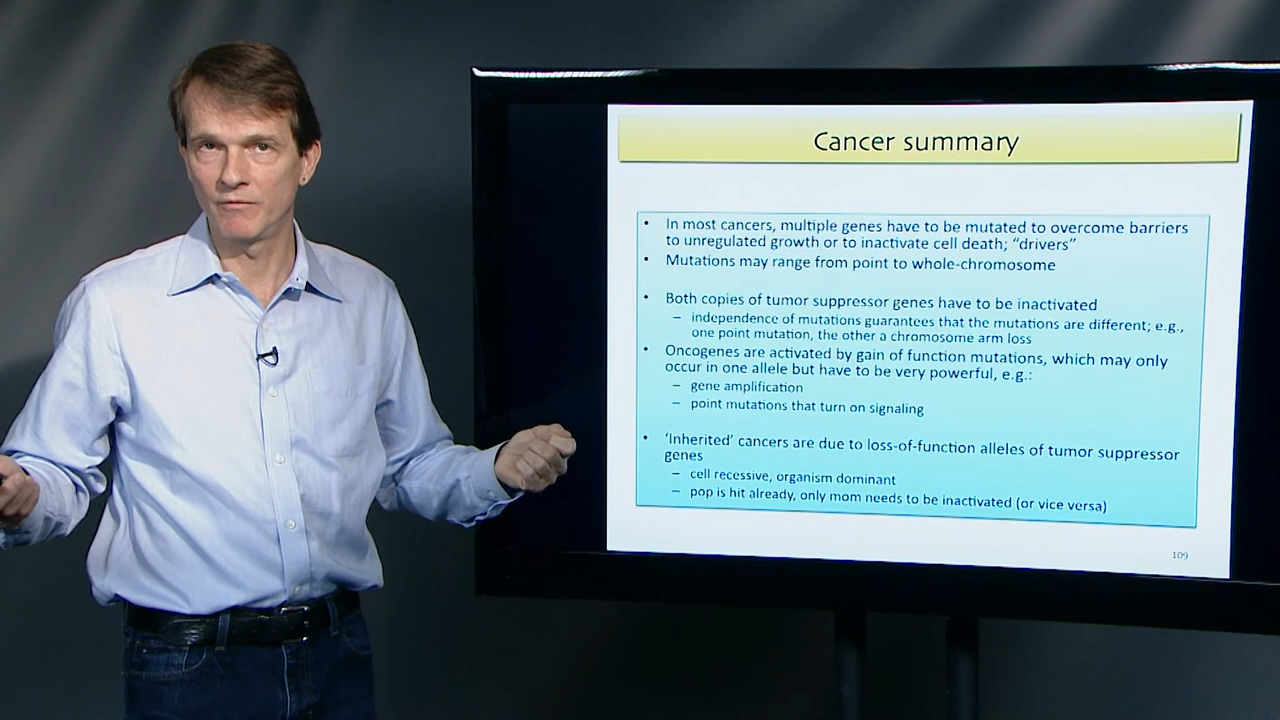 Cancer summary
• In most cancers, multiple genes have to be mutated to overcome barriers
to unregulated growth or to inactivate cell death; “drivers”
• Mutations may range from point to whole-chromosome
• Both copies of tumor suppressor genes have to be inactivated
– independence of mutations guarantees that the mutations are different; e.g.,
one point mutation, the other a chromosome arm loss
• Oncogenes are activated by gain of function mutations, which may only
occur in one allele but have to be very powerful, e.g.:
– gene amplification
– point mutations that turn on signaling
• ‘Inherited’ cancers are due to loss-of-function alleles of tumor suppressor
genes
– cell recessive, organism dominant
– pop is hit already, only mom needs to be inactivated (or vice versa)
109